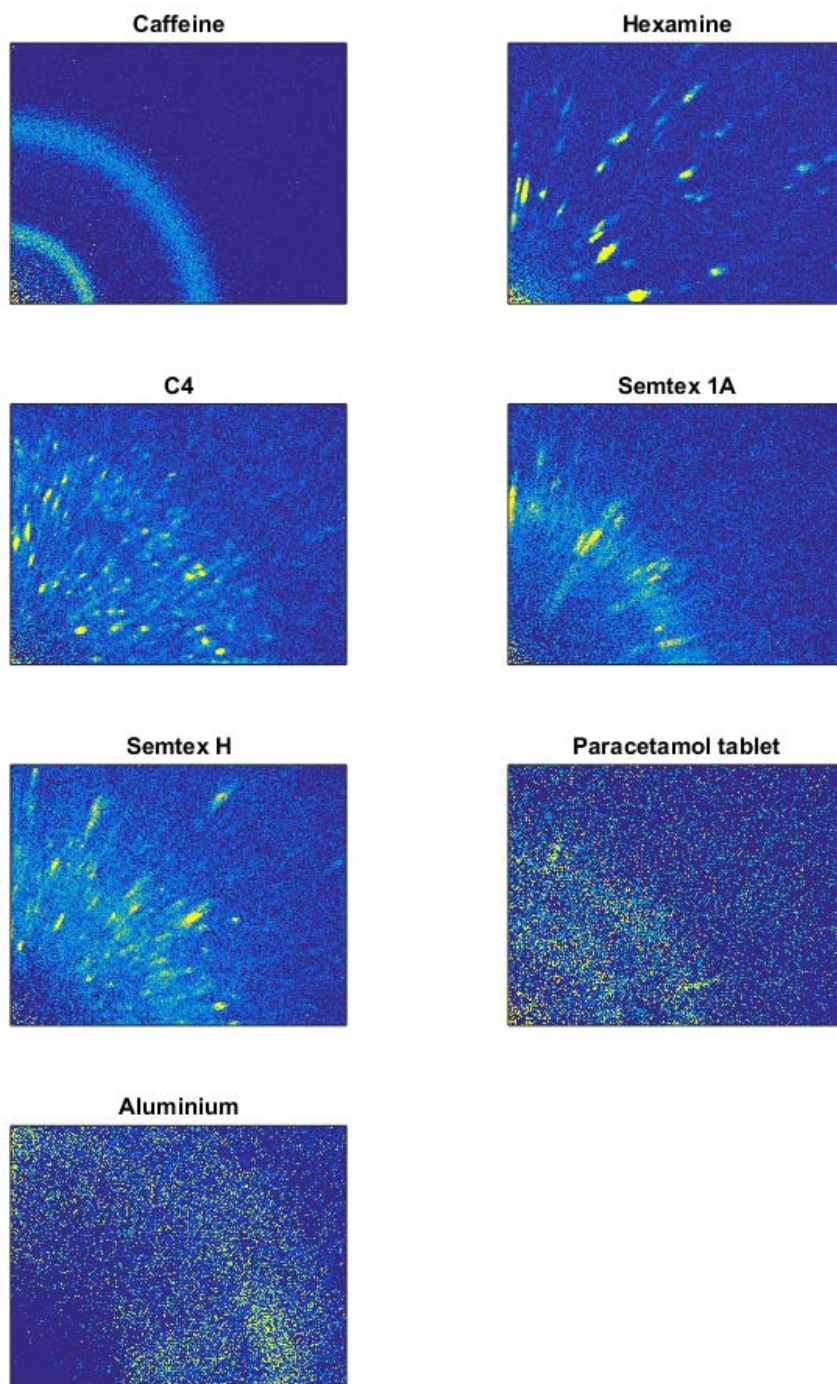 Caffeine
Hexamine
C4
Semtex 1A
Semtex H
Paracetamol tablet
Aluminium